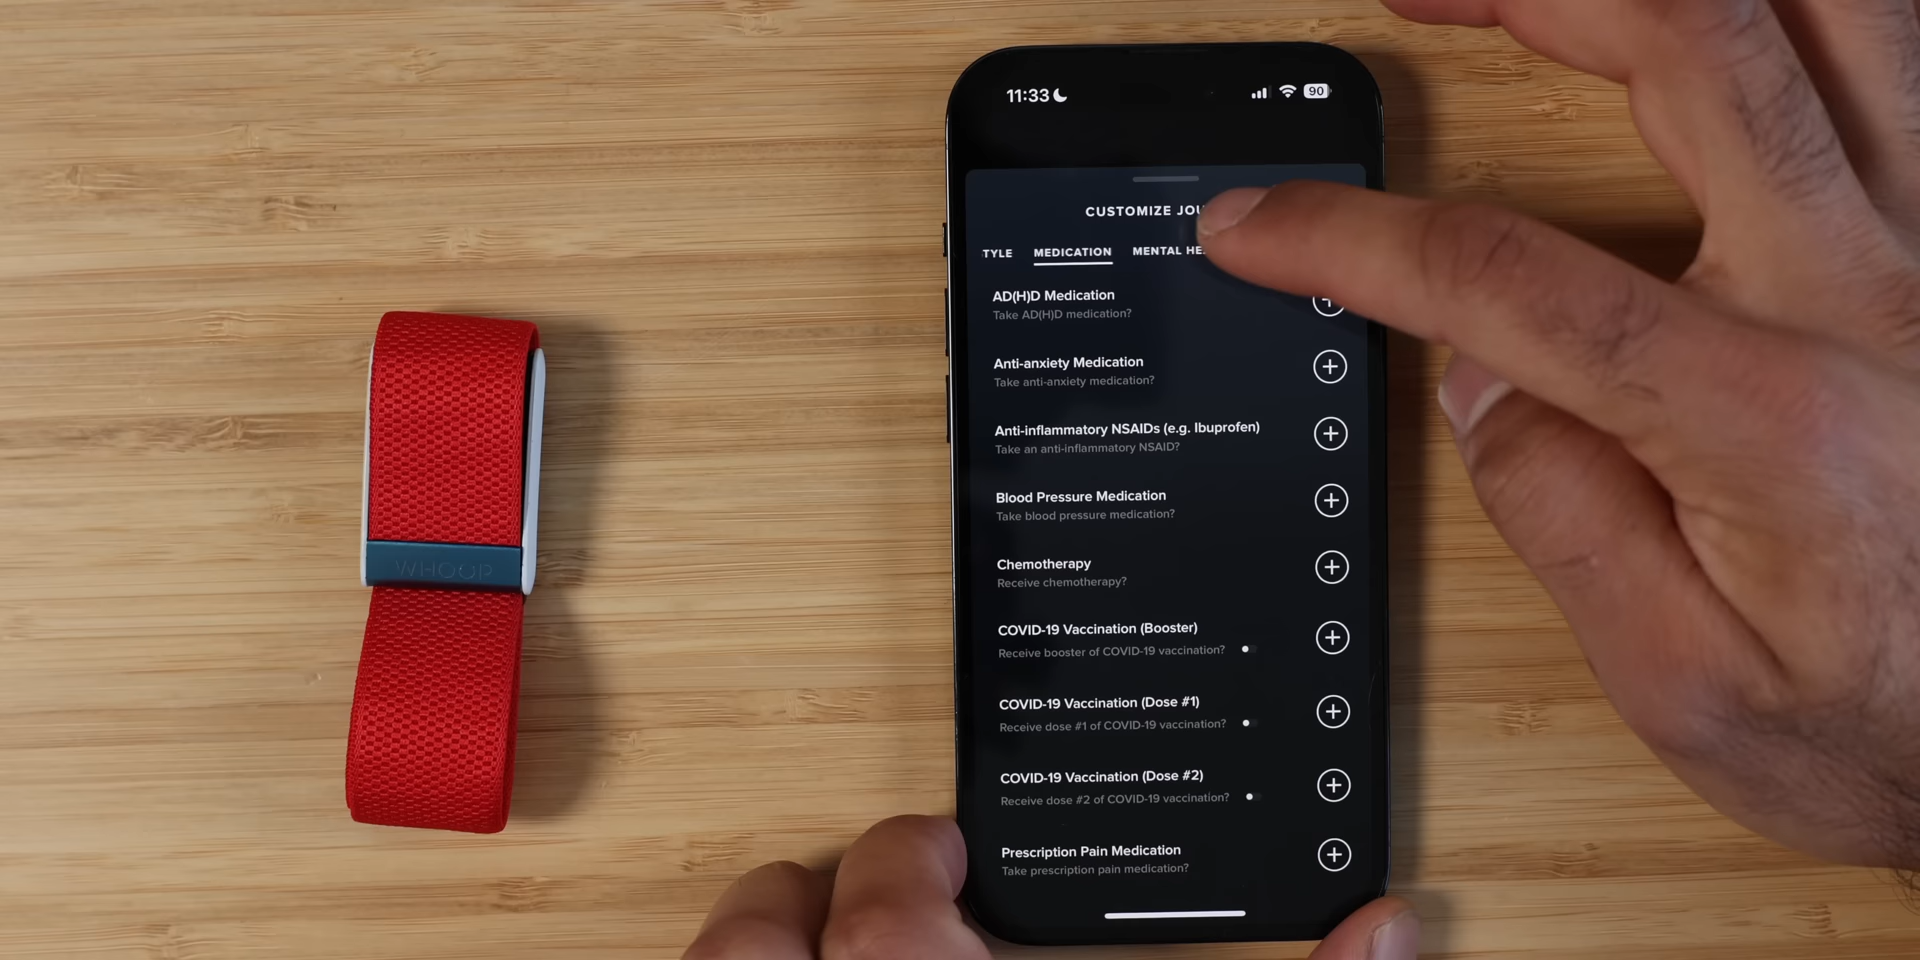 11:33
90
CUSTOMIZE
TYLE MEDICATION MENTAL
AD(H)D Medication
Take AD(H)D medication?
Anti-anxiety Medication
Take anti-anxiety medication?
Anti-inflammatory NSAIDs (e.g. Ibuprofen)
Take an anti-inflammatory NSAID?
Blood Pressure Medication
Take blood pressure medication?
Chemotherapy
Receive chemotherapy?
COVID-19 Vaccination (Booster)
Receive booster of COVID-19 vaccination?
COVID-19 Vaccination (Dose #1)
Receive dose #1 of COVID-19 vaccination?
COVID-19 Vaccination (Dose #2)
Receive dose #2 of COVID-19 vaccination?
Prescription Pain Medication
Take prescription pain medication?
WHOOP